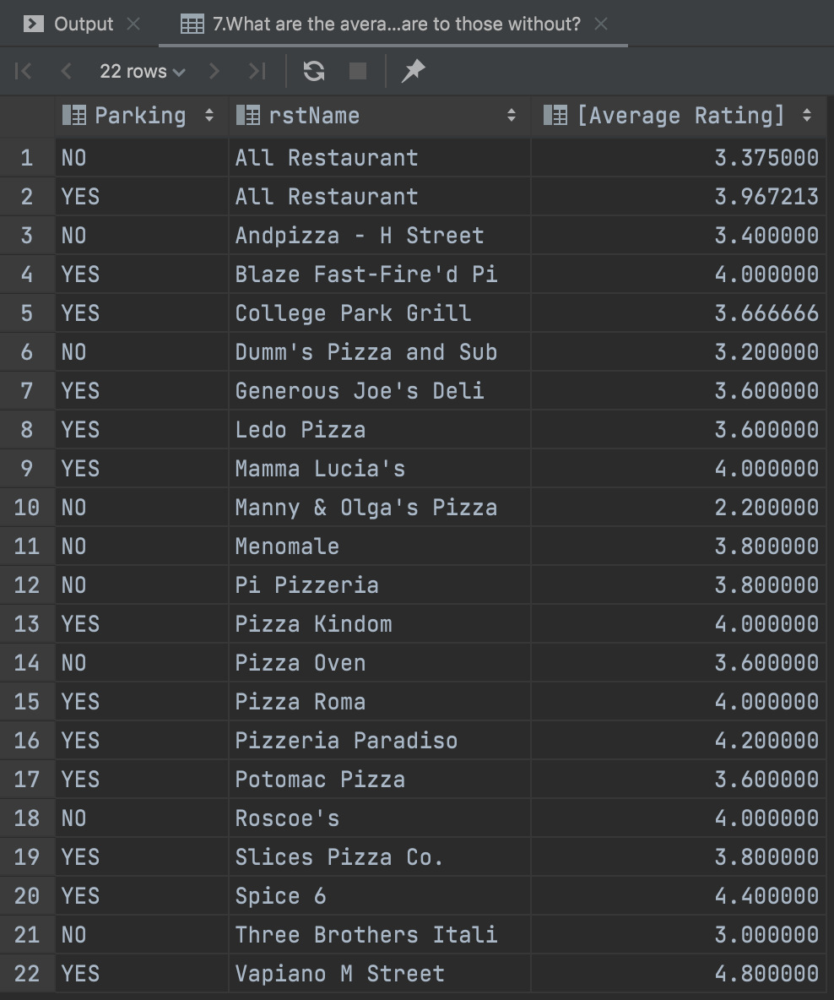 Output
7.What are the avera...are to those without?
22 rows
Parking rstName [Average Rating]
1 NO All Restaurant 3.375000
2 YES All Restaurant 3.967213
3 NO Andpizza - H Street 3.400000
4 YES Blaze Fast-Fire'd Pi 4.000000
5 YES College Park Grill 3.666666
6 NO Dumm's Pizza and Sub 3.200000
7 YES Generous Joe's Deli 3.600000
8 YES Ledo Pizza 3.600000
9 YES Mamma Lucia's 4.000000
10 NO Manny & Olga's Pizza 2.200000
11 NO Menomale 3.800000
12 NO Pi Pizzeria 3.800000
13 YES Pizza Kindom 4.000000
14 NO Pizza Oven 3.600000
15 YES Pizza Roma 4.000000
16 YES Pizzeria Paradiso 4.200000
17 YES Potomac Pizza 3.600000
18 NO Roscoe's 4.000000
19 YES Slices Pizza Co. 3.800000
20 YES Spice 6 4.400000
21 NO Three Brothers Itali 3.000000
22 YES Vapiano M Street 4.800000